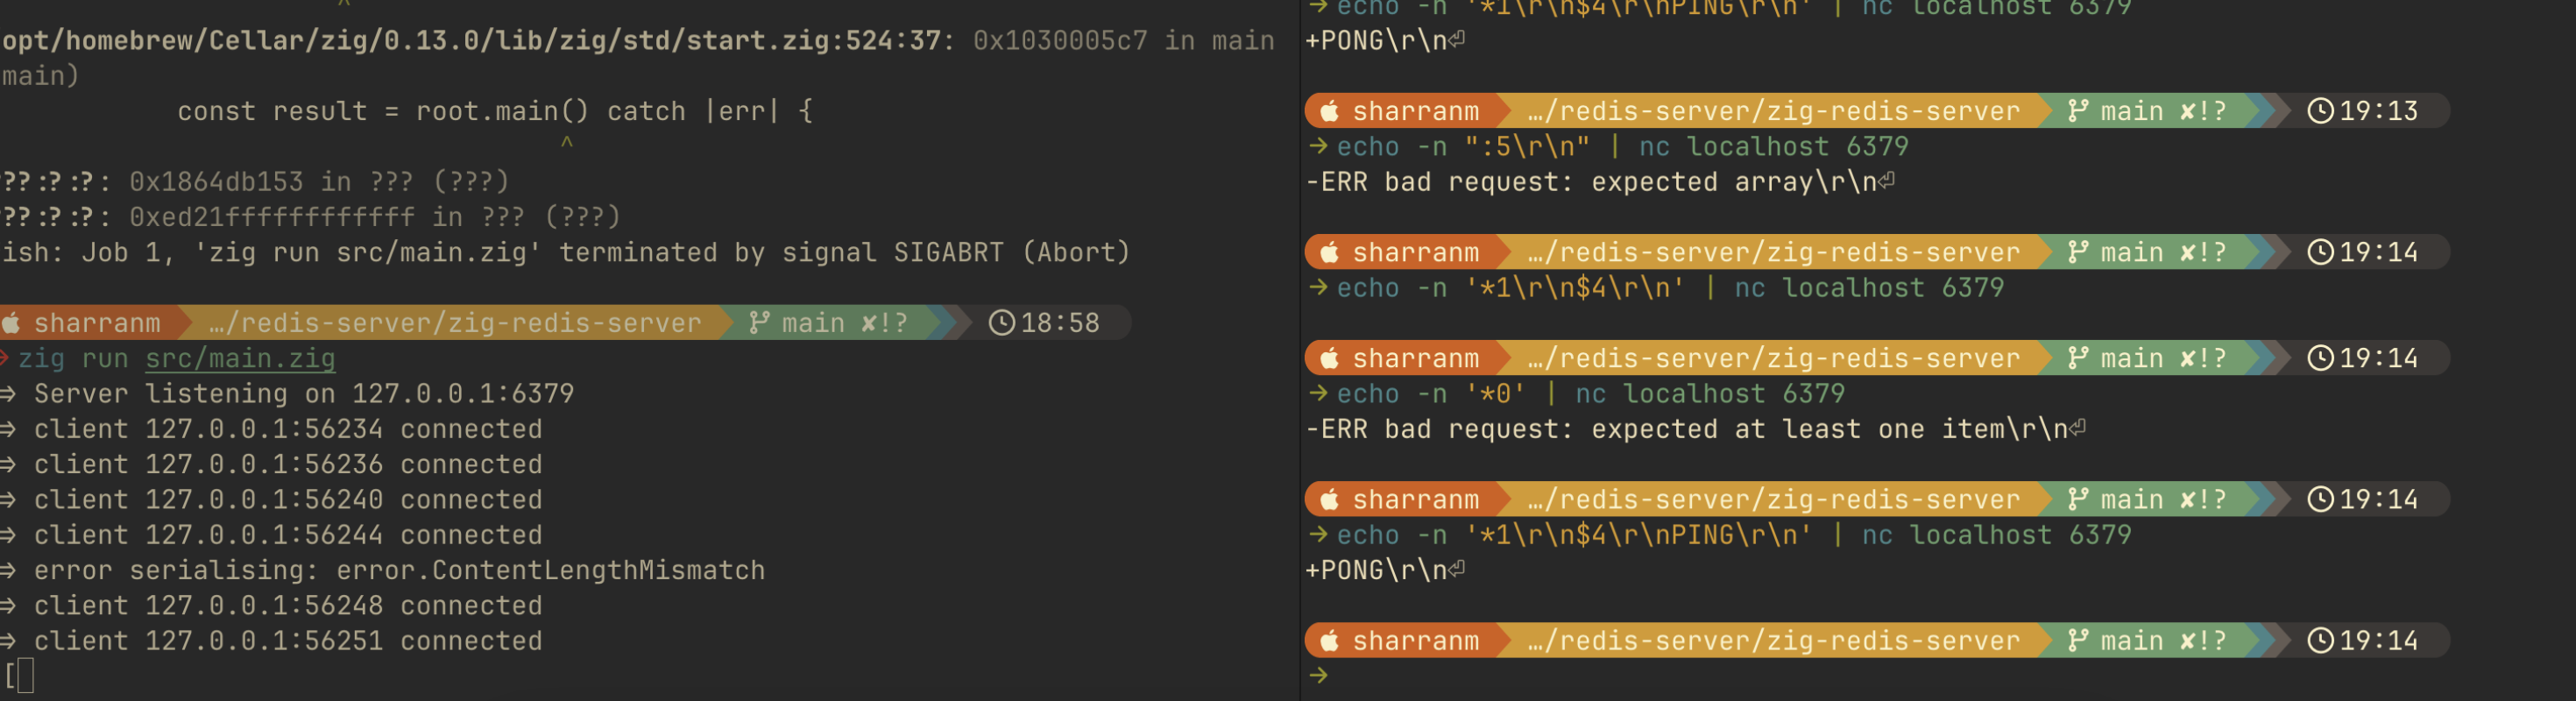 opt/homebrew/Cellar/zig/0.13.0/lib/zig/std/start.zig:524:37: 0x1030005c7 in main
main)
const result = root.main() catch |err| {
^
??:?:?: 0x1864db153 in ??? (???)
??:?:?: 0xed21ffffffffffff in ??? (???)
ish: Job 1, 'zig run src/main.zig' terminated by signal SIGABRT (Abort)
sharranm …/redis-server/zig-redis-server main ✘!? 18:58
→ zig run src/main.zig
⇒ Server listening on 127.0.0.1:6379
⇒ client 127.0.0.1:56234 connected
⇒ client 127.0.0.1:56236 connected
⇒ client 127.0.0.1:56240 connected
⇒ client 127.0.0.1:56244 connected
⇒ error serialising: error.ContentLengthMismatch
⇒ client 127.0.0.1:56248 connected
⇒ client 127.0.0.1:56251 connected
[
→ echo -n '*1\r\n$4\r\nPING\r\n' | nc localhost 6379
+PONG\r\n⏎
sharranm …/redis-server/zig-redis-server main ✘!? 19:13
→ echo -n ":5\r\n" | nc localhost 6379
-ERR bad request: expected array\r\n⏎
sharranm …/redis-server/zig-redis-server main ✘!? 19:14
→ echo -n '*1\r\n$4\r\n' | nc localhost 6379
sharranm …/redis-server/zig-redis-server main ✘!? 19:14
→ echo -n '*0' | nc localhost 6379
-ERR bad request: expected at least one item\r\n⏎
sharranm …/redis-server/zig-redis-server main ✘!? 19:14
→ echo -n '*1\r\n$4\r\nPING\r\n' | nc localhost 6379
+PONG\r\n⏎
sharranm …/redis-server/zig-redis-server main ✘!? 19:14
→